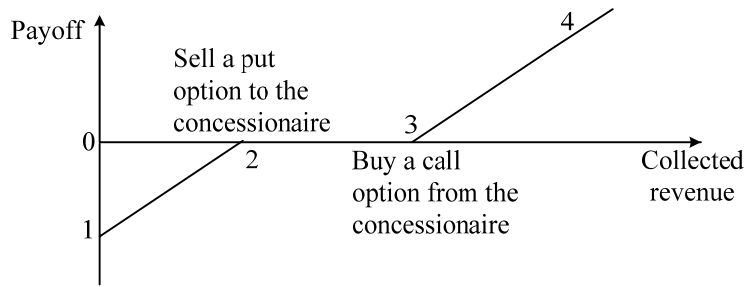 Payoff
4
Sell a put
option to the
concessionaire
3
0
2
Buy a call
option from the
concessionaire
Collected
revenue
1